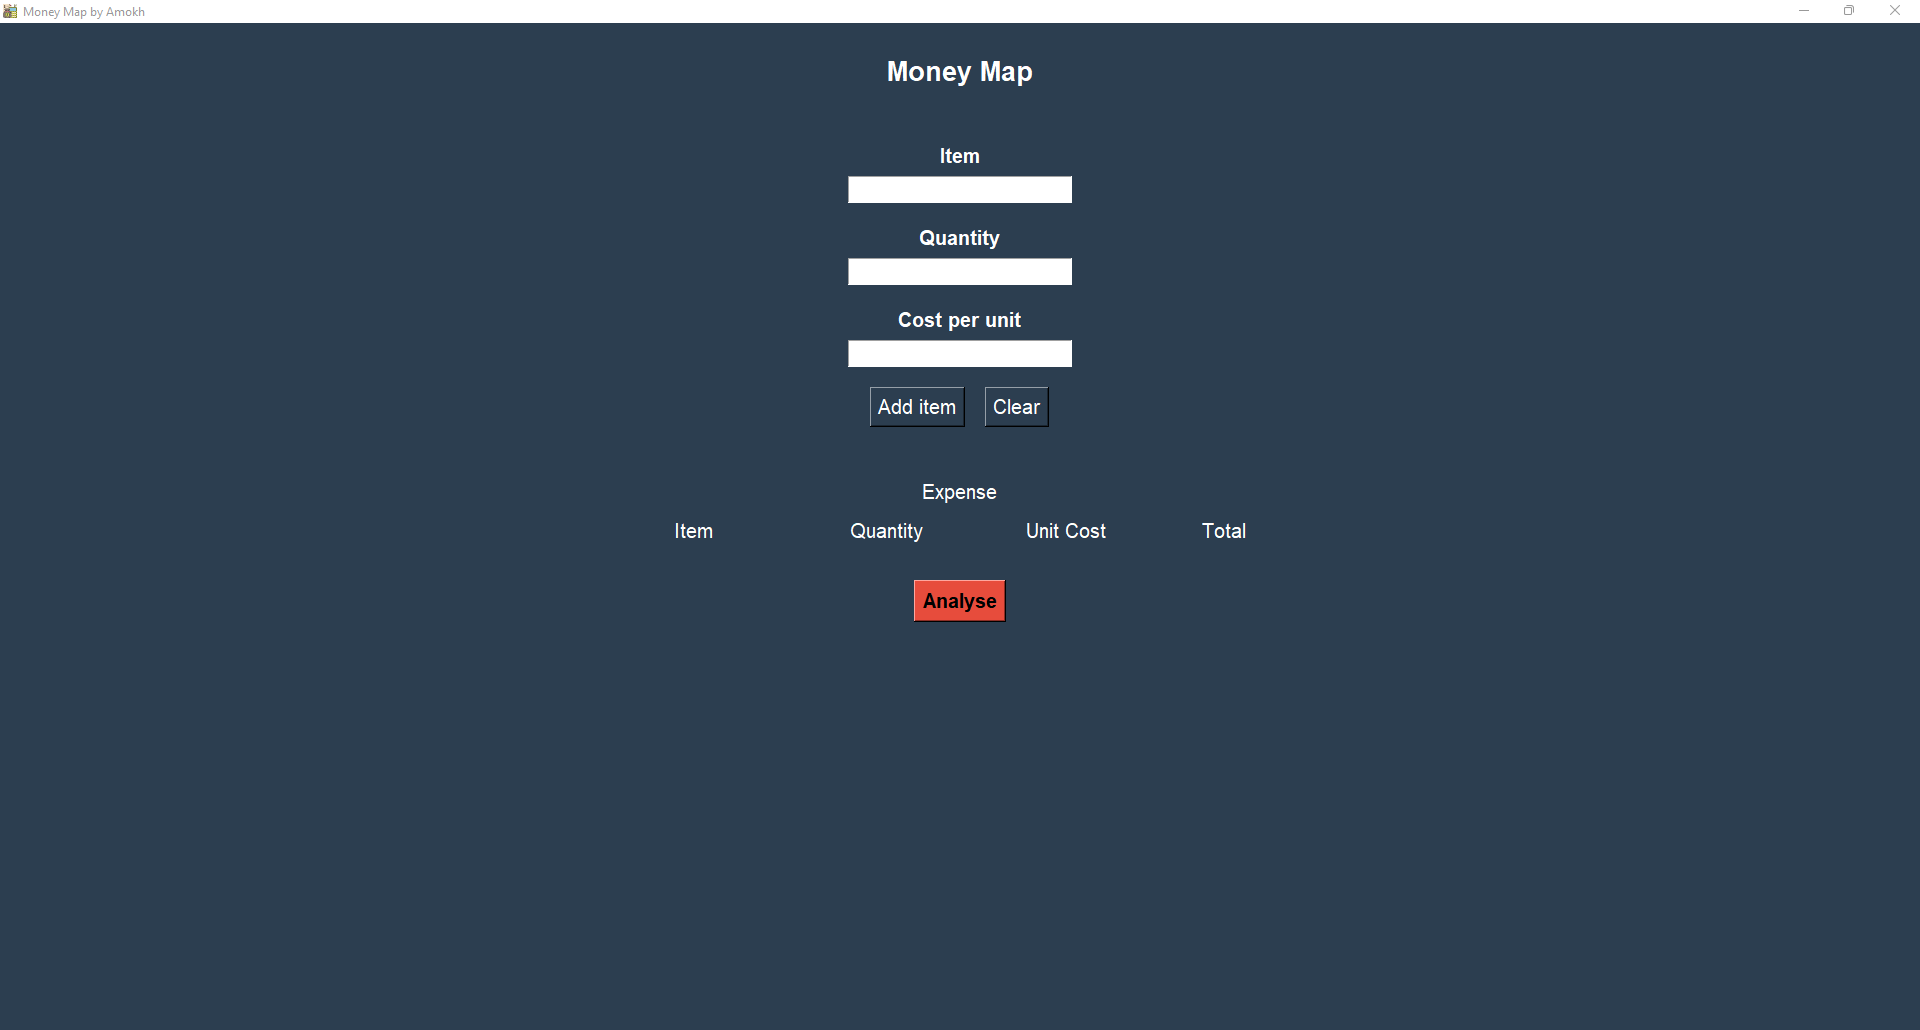 Money Map by Amokh
Money Map
Item
Quantity
Cost per unit
Add item Clear
Expense
Item Quantity Unit Cost Total
Analyse